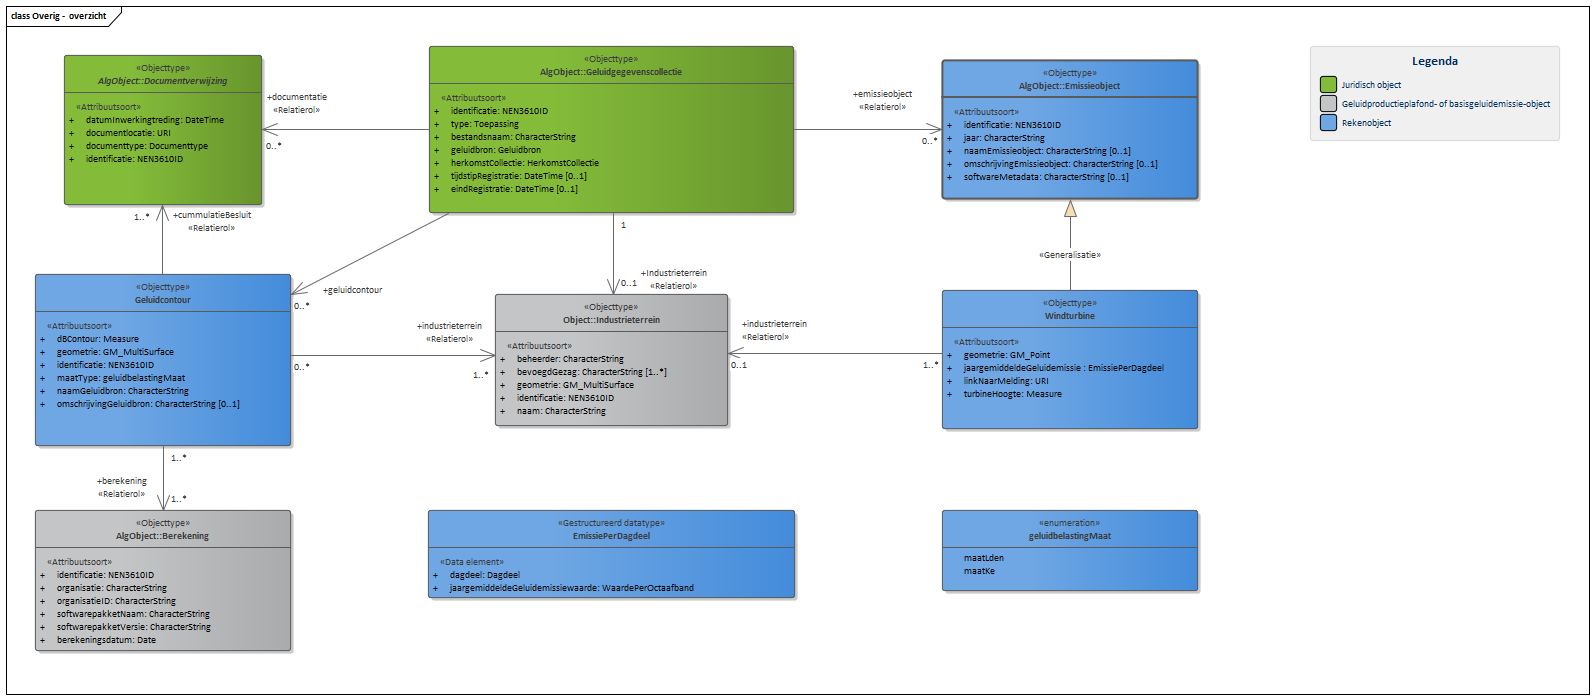 class Overig - overzicht
«Objecttype»
AlgObject::Documentverwijzing
«Attribuutsoort»
+ datumInwerkingtreding: DateTime
+ documentlocatie: URI
+ documenttype: Documenttype
+ identificatie: NEN3610ID
+documentatie
«Relatierol»
0..*
«Objecttype»
AlgObject::Geluidgegevenscollectie
«Attribuutsoort»
+ identificatie: NEN3610ID
+ type: Toepassing
+ bestandsnaam: CharacterString
+ geluidbron: Geluidbron
+ herkomstCollectie: HerkomstCollectie
+ tijdstipRegistratie: DateTime [0..1]
+ eindRegistratie: DateTime [0..1]
+emissieobject
«Relatierol»
0..*
«Objecttype»
AlgObject::Emissieobject
«Attribuutsoort»
+ identificatie: NEN3610ID
+ jaar: CharacterString
+ naamEmissieobject: CharacterString [0..1]
+ omschrijvingEmissieobject: CharacterString [0..1]
+ softwareMetadata: CharacterString [0..1]
Legenda
Juridisch object
Geluidproductieplafond- of basisgeluidemissie-object
Rekenobject
1..*
+cummulatieBesluit
«Relatierol»
1
+Industrieterrein
«Relatierol»
0..1
«Generalisatie»
+geluidcontour
0..*
«Objecttype»
Geluidcontour
«Attribuutsoort»
+ dBContour: Measure
+ geometrie: GM_MultiSurface
+ identificatie: NEN3610ID
+ maatType: geluidbelastingMaat
+ naamGeluidbron: CharacterString
+ omschrijvingGeluidbron: CharacterString [0..1]
+industrieterrein
«Relatierol»
0..*
1..*
«Objecttype»
Object::Industrieterrein
«Attribuutsoort»
+ beheerder: CharacterString
+ bevoegdGezag: CharacterString [1..*]
+ geometrie: GM_MultiSurface
+ identificatie: NEN3610ID
+ naam: CharacterString
+industrieterrein
«Relatierol»
0..1
1..*
«Objecttype»
Windturbine
«Attribuutsoort»
+ geometrie: GM_Point
+ jaargemiddeldeGeluidemissie : EmissiePerDagdeel
+ linkNaarMelding: URI
+ turbineHoogte: Measure
1..*
+berekening
«Relatierol»
1..*
«Objecttype»
AlgObject::Berekening
«Attribuutsoort»
+ identificatie: NEN3610ID
+ organisatie: CharacterString
+ organisatieID: CharacterString
+ softwarepakketNaam: CharacterString
+ softwarepakketVersie: CharacterString
+ berekeningsdatum: Date
«Gestructureerd datatype»
EmissiePerDagdeel
«Data element»
+ dagdeel: Dagdeel
+ jaargemiddeldeGeluidemissiewaarde: WaardePerOctaafband
«enumeration»
geluidbelastingMaat
maatLden
maatKe